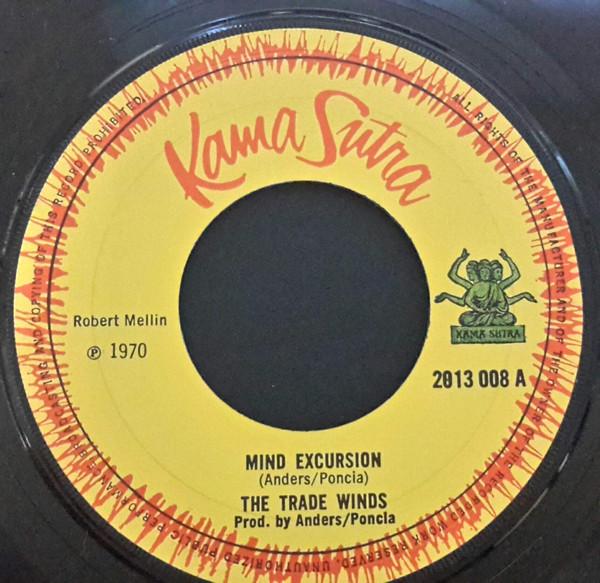 Kama Sutra
ALL RIGHTS OF THE MANUFACTURER AND OF THE OWNER OF THE RECORDED WORK RESERVED. UNAUTHORIZED PUBLIC PERFORMANCE BROADCASTING AND COPYING OF THIS RECORD PROHIBITED
KAMA SUTRA
Robert Mellin
℗ 1970
2013 008 A
MIND EXCURSION
(Anders/Poncia)
THE TRADE WINDS
Prod. by Anders/Poncia